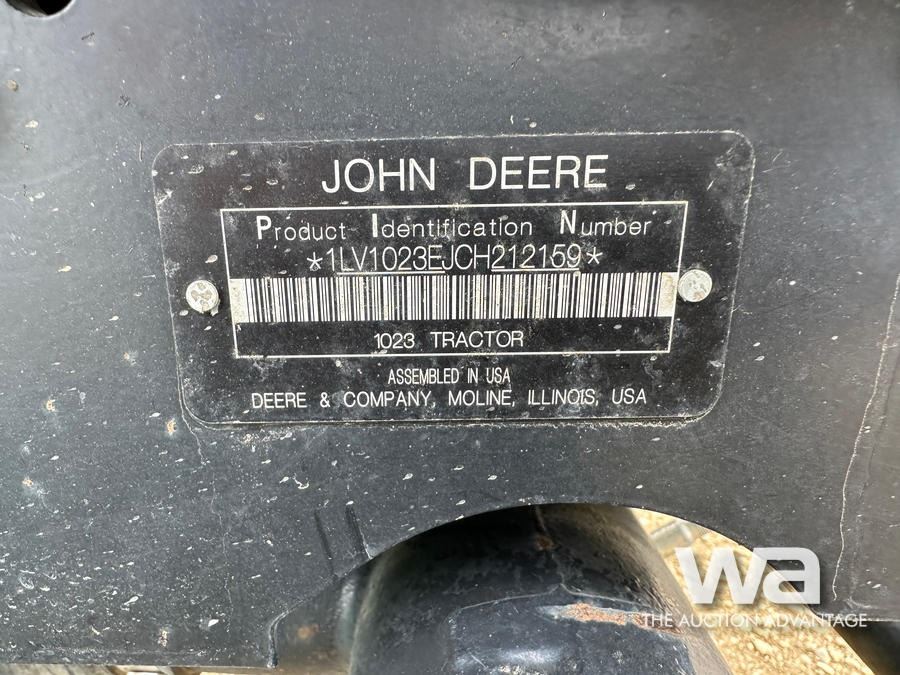 JOHN DEERE
Product Identification Number
*1LV1023EJCH212159*
1023 TRACTOR
ASSEMBLED IN USA
DEERE & COMPANY, MOLINE, ILLINOIS, USA
wa
THE AUCTION ADVANTAGE